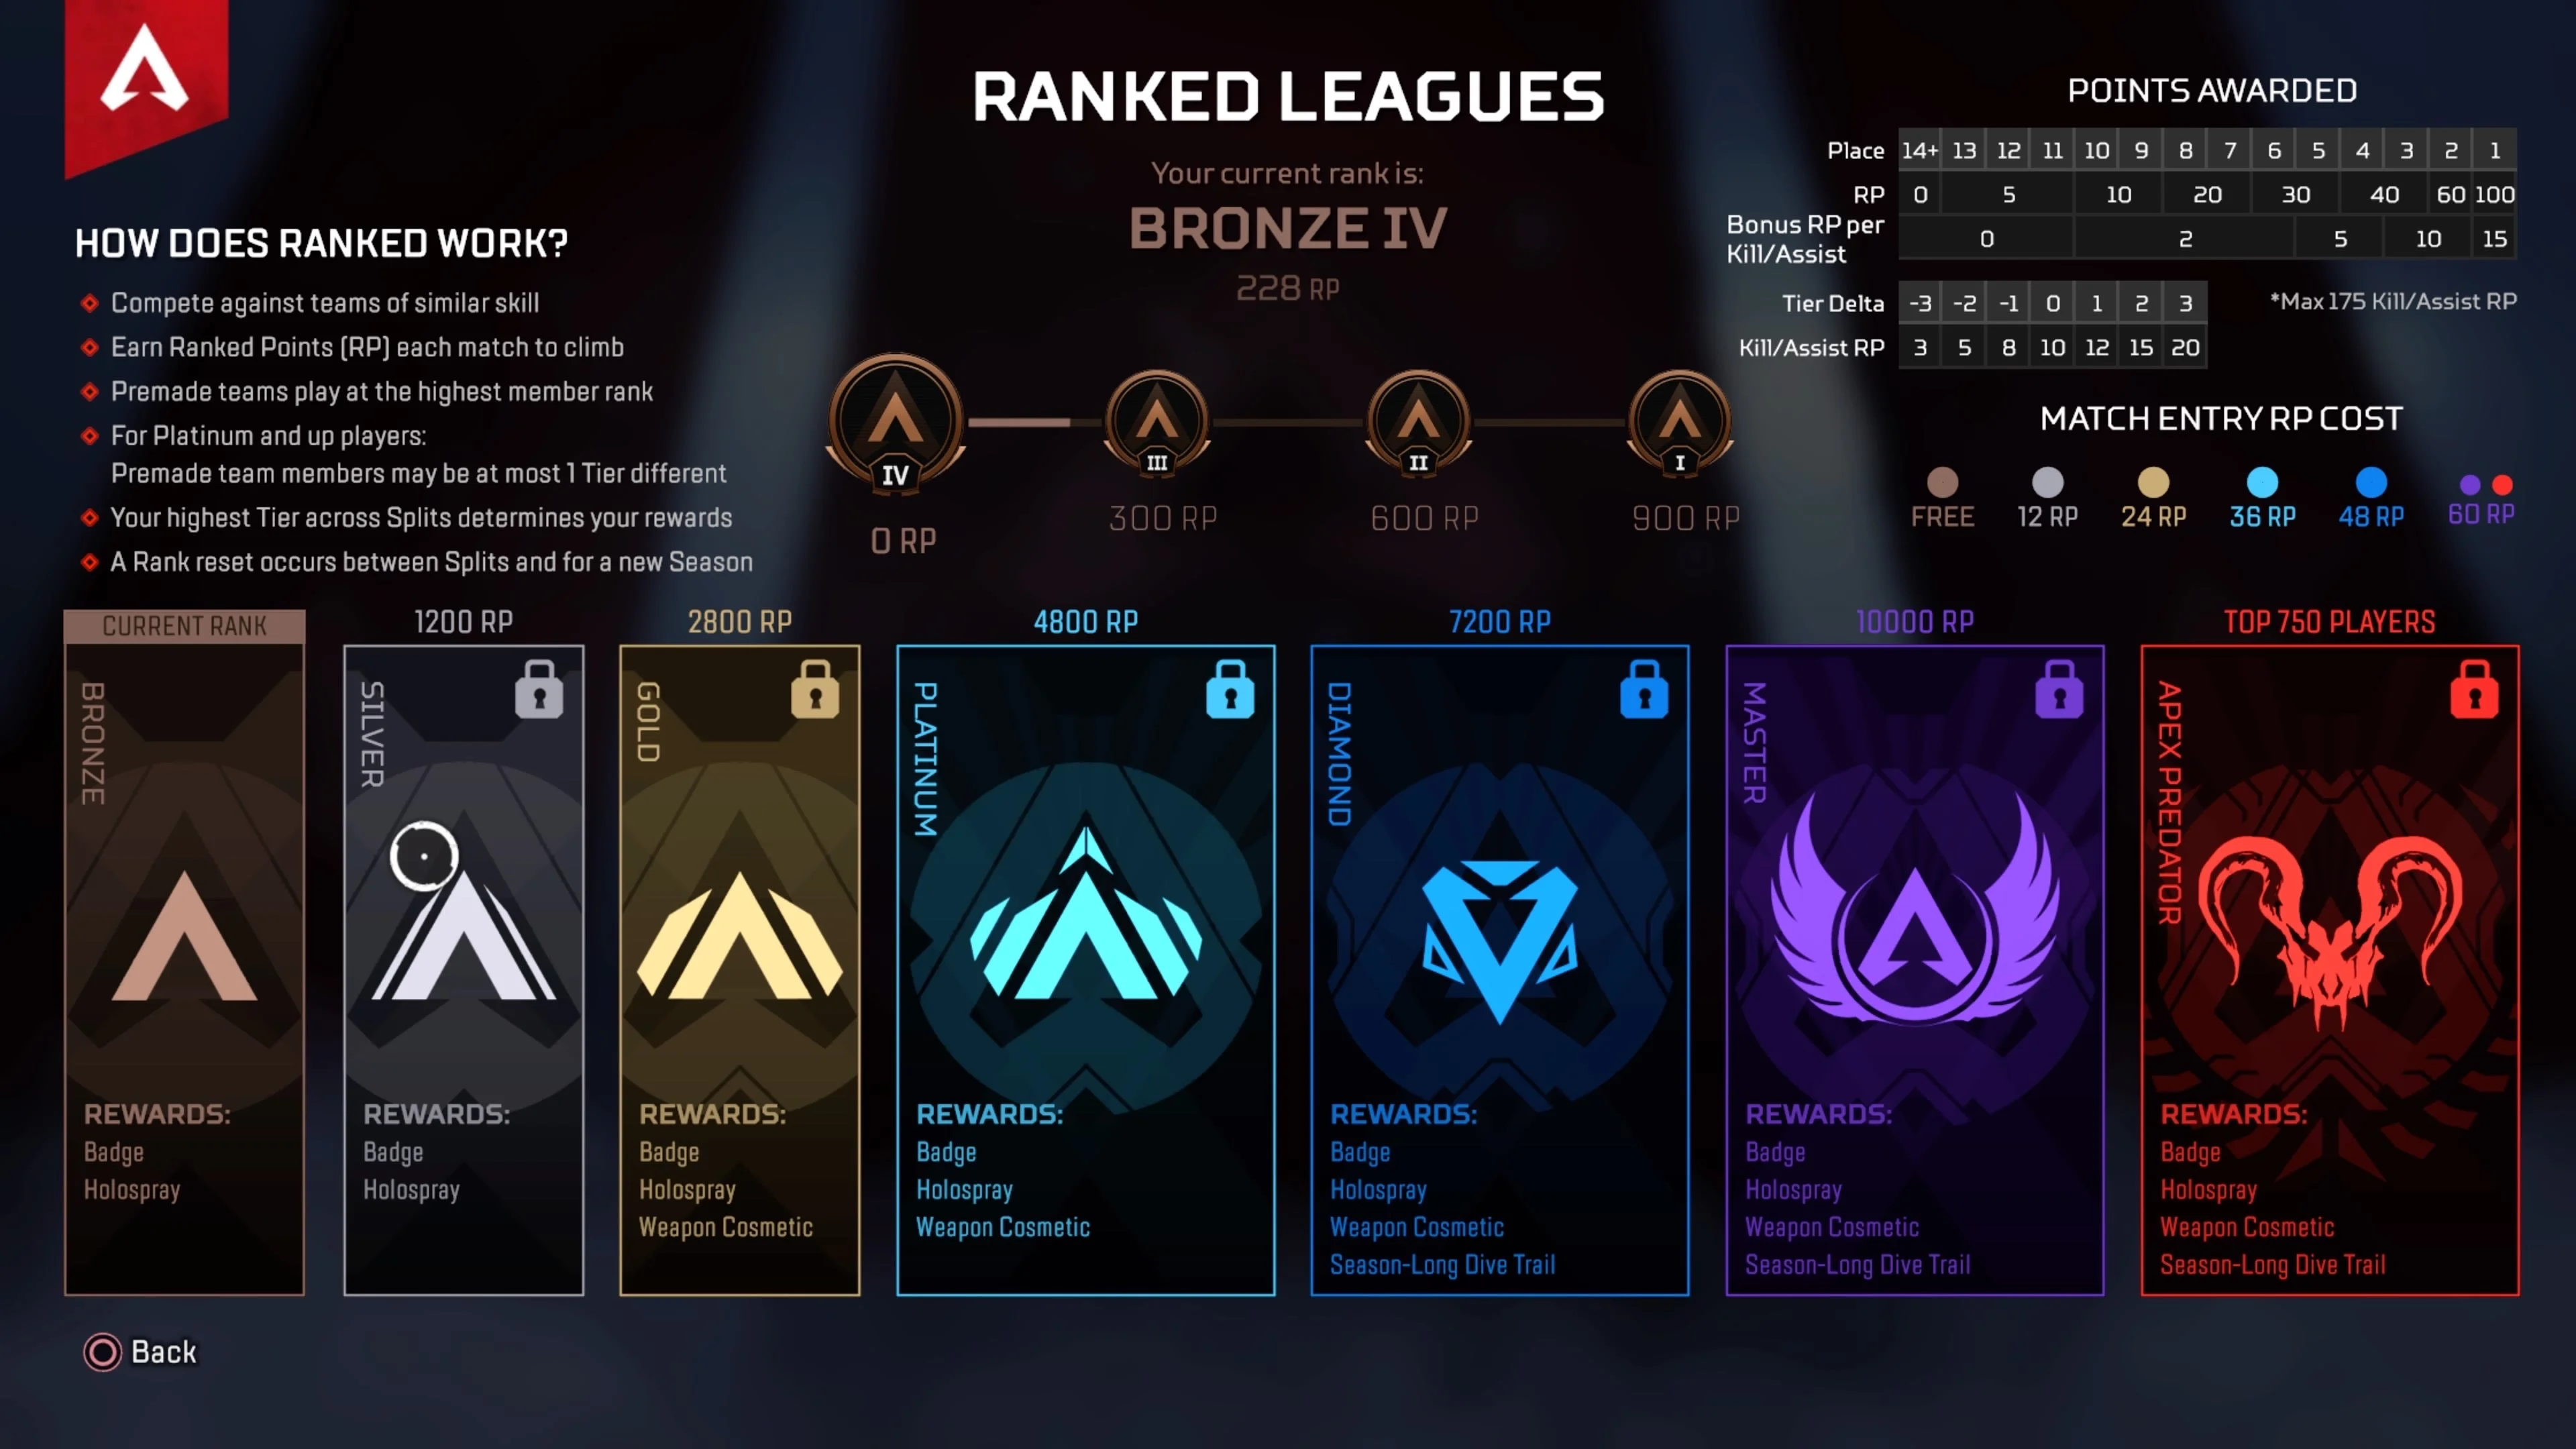 RANKED LEAGUES
Your current rank is:
BRONZE IV
228 RP
HOW DOES RANKED WORK?
Compete against teams of similar skill
Earn Ranked Points (RP) each match to climb
Premade teams play at the highest member rank
For Platinum and up players:
Premade team members may be at most 1 Tier different
Your highest Tier across Splits determines your rewards
A Rank reset occurs between Splits and for a new Season
IV III II I
0 RP 300 RP 600 RP 900 RP
POINTS AWARDED
Place 14+ 13 12 11 10 9 8 7 6 5 4 3 2 1
RP 0 5 10 20 30 40 60 100
Bonus RP per
Kill/Assist 0 2 5 10 15
Tier Delta -3 -2 -1 0 1 2 3
*Max 175 Kill/Assist RP
Kill/Assist RP 3 5 8 10 12 15 20
MATCH ENTRY RP COST
FREE 12 RP 24 RP 36 RP 48 RP 60 RP
CURRENT RANK
BRONZE
REWARDS:
Badge
Holospray
1200 RP
SILVER
REWARDS:
Badge
Holospray
2800 RP
GOLD
REWARDS:
Badge
Holospray
Weapon Cosmetic
4800 RP
PLATINUM
REWARDS:
Badge
Holospray
Weapon Cosmetic
7200 RP
DIAMOND
REWARDS:
Badge
Holospray
Weapon Cosmetic
Season-Long Dive Trail
10000 RP
MASTER
REWARDS:
Badge
Holospray
Weapon Cosmetic
Season-Long Dive Trail
TOP 750 PLAYERS
APEX PREDATOR
REWARDS:
Badge
Holospray
Weapon Cosmetic
Season-Long Dive Trail
Back